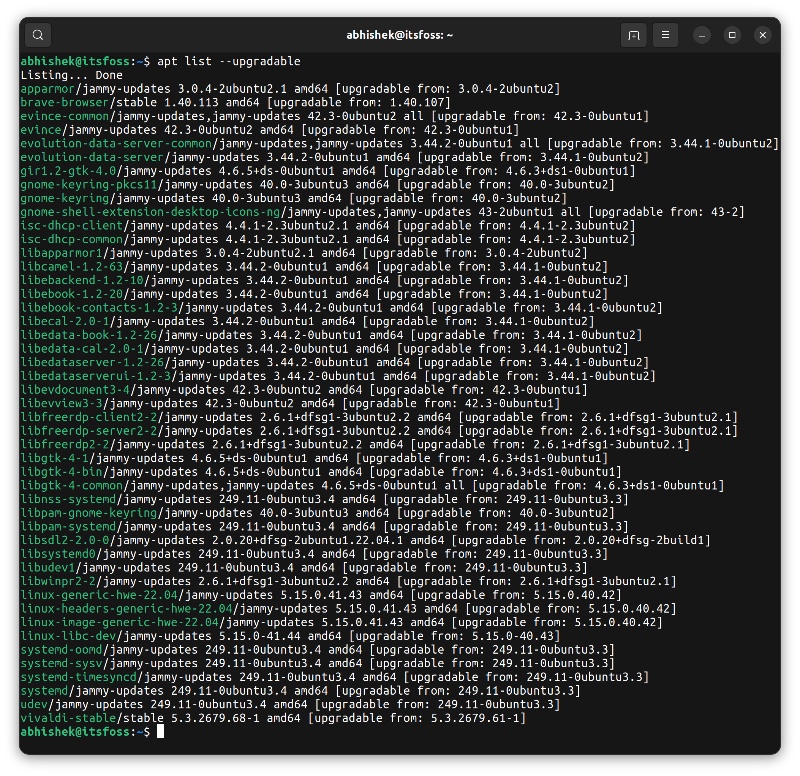 abhishek@itsfoss: ~
abhishek@itsfoss:~$ apt list --upgradable
Listing... Done
apparmor/jammy-updates 3.0.4-2ubuntu2.1 amd64 [upgradable from: 3.0.4-2ubuntu2]
brave-browser/stable 1.40.113 amd64 [upgradable from: 1.40.107]
evince-common/jammy-updates,jammy-updates 42.3-0ubuntu2 all [upgradable from: 42.3-0ubuntu1]
evince/jammy-updates 42.3-0ubuntu2 amd64 [upgradable from: 42.3-0ubuntu1]
evolution-data-server-common/jammy-updates,jammy-updates 3.44.2-0ubuntu1 all [upgradable from: 3.44.1-0ubuntu2]
evolution-data-server/jammy-updates 3.44.2-0ubuntu1 amd64 [upgradable from: 3.44.1-0ubuntu2]
gir1.2-gtk-4.0/jammy-updates 4.6.5+ds-0ubuntu1 amd64 [upgradable from: 4.6.3+ds1-0ubuntu1]
gnome-keyring-pkcs11/jammy-updates 40.0-3ubuntu3 amd64 [upgradable from: 40.0-3ubuntu2]
gnome-keyring/jammy-updates 40.0-3ubuntu3 amd64 [upgradable from: 40.0-3ubuntu2]
gnome-shell-extension-desktop-icons-ng/jammy-updates,jammy-updates 43-2ubuntu1 all [upgradable from: 43-2]
isc-dhcp-client/jammy-updates 4.4.1-2.3ubuntu2.1 amd64 [upgradable from: 4.4.1-2.3ubuntu2]
isc-dhcp-common/jammy-updates 4.4.1-2.3ubuntu2.1 amd64 [upgradable from: 4.4.1-2.3ubuntu2]
libapparmor1/jammy-updates 3.0.4-2ubuntu2.1 amd64 [upgradable from: 3.0.4-2ubuntu2]
libcamel-1.2-63/jammy-updates 3.44.2-0ubuntu1 amd64 [upgradable from: 3.44.1-0ubuntu2]
libebackend-1.2-10/jammy-updates 3.44.2-0ubuntu1 amd64 [upgradable from: 3.44.1-0ubuntu2]
libebook-1.2-20/jammy-updates 3.44.2-0ubuntu1 amd64 [upgradable from: 3.44.1-0ubuntu2]
libebook-contacts-1.2-3/jammy-updates 3.44.2-0ubuntu1 amd64 [upgradable from: 3.44.1-0ubuntu2]
libecal-2.0-1/jammy-updates 3.44.2-0ubuntu1 amd64 [upgradable from: 3.44.1-0ubuntu2]
libedata-book-1.2-26/jammy-updates 3.44.2-0ubuntu1 amd64 [upgradable from: 3.44.1-0ubuntu2]
libedata-cal-2.0-1/jammy-updates 3.44.2-0ubuntu1 amd64 [upgradable from: 3.44.1-0ubuntu2]
libedataserver-1.2-26/jammy-updates 3.44.2-0ubuntu1 amd64 [upgradable from: 3.44.1-0ubuntu2]
libedataserverui-1.2-3/jammy-updates 3.44.2-0ubuntu1 amd64 [upgradable from: 3.44.1-0ubuntu2]
libevdocument3-4/jammy-updates 42.3-0ubuntu2 amd64 [upgradable from: 42.3-0ubuntu1]
libevview3-3/jammy-updates 42.3-0ubuntu2 amd64 [upgradable from: 42.3-0ubuntu1]
libfreerdp-client2-2/jammy-updates 2.6.1+dfsg1-3ubuntu2.2 amd64 [upgradable from: 2.6.1+dfsg1-3ubuntu2.1]
libfreerdp-server2-2/jammy-updates 2.6.1+dfsg1-3ubuntu2.2 amd64 [upgradable from: 2.6.1+dfsg1-3ubuntu2.1]
libfreerdp2-2/jammy-updates 2.6.1+dfsg1-3ubuntu2.2 amd64 [upgradable from: 2.6.1+dfsg1-3ubuntu2.1]
libgtk-4-1/jammy-updates 4.6.5+ds-0ubuntu1 amd64 [upgradable from: 4.6.3+ds1-0ubuntu1]
libgtk-4-bin/jammy-updates 4.6.5+ds-0ubuntu1 amd64 [upgradable from: 4.6.3+ds1-0ubuntu1]
libgtk-4-common/jammy-updates,jammy-updates 4.6.5+ds-0ubuntu1 all [upgradable from: 4.6.3+ds1-0ubuntu1]
libnss-systemd/jammy-updates 249.11-0ubuntu3.4 amd64 [upgradable from: 249.11-0ubuntu3.3]
libpam-gnome-keyring/jammy-updates 40.0-3ubuntu3 amd64 [upgradable from: 40.0-3ubuntu2]
libpam-systemd/jammy-updates 249.11-0ubuntu3.4 amd64 [upgradable from: 249.11-0ubuntu3.3]
libsdl2-2.0-0/jammy-updates 2.0.20+dfsg-2ubuntu1.22.04.1 amd64 [upgradable from: 2.0.20+dfsg-2build1]
libsystemd0/jammy-updates 249.11-0ubuntu3.4 amd64 [upgradable from: 249.11-0ubuntu3.3]
libudev1/jammy-updates 249.11-0ubuntu3.4 amd64 [upgradable from: 249.11-0ubuntu3.3]
libwinpr2-2/jammy-updates 2.6.1+dfsg1-3ubuntu2.2 amd64 [upgradable from: 2.6.1+dfsg1-3ubuntu2.1]
linux-generic-hwe-22.04/jammy-updates 5.15.0.41.43 amd64 [upgradable from: 5.15.0.40.42]
linux-headers-generic-hwe-22.04/jammy-updates 5.15.0.41.43 amd64 [upgradable from: 5.15.0.40.42]
linux-image-generic-hwe-22.04/jammy-updates 5.15.0.41.43 amd64 [upgradable from: 5.15.0.40.42]
linux-libc-dev/jammy-updates 5.15.0-41.44 amd64 [upgradable from: 5.15.0-40.43]
systemd-oomd/jammy-updates 249.11-0ubuntu3.4 amd64 [upgradable from: 249.11-0ubuntu3.3]
systemd-sysv/jammy-updates 249.11-0ubuntu3.4 amd64 [upgradable from: 249.11-0ubuntu3.3]
systemd-timesyncd/jammy-updates 249.11-0ubuntu3.4 amd64 [upgradable from: 249.11-0ubuntu3.3]
systemd/jammy-updates 249.11-0ubuntu3.4 amd64 [upgradable from: 249.11-0ubuntu3.3]
udev/jammy-updates 249.11-0ubuntu3.4 amd64 [upgradable from: 249.11-0ubuntu3.3]
vivaldi-stable/stable 5.3.2679.68-1 amd64 [upgradable from: 5.3.2679.61-1]
abhishek@itsfoss:~$